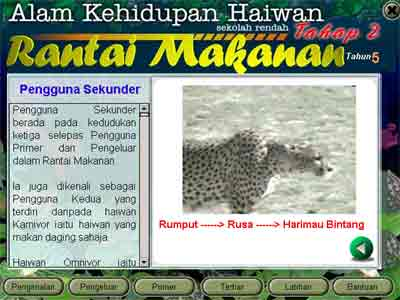 Alam Kehidupan Haiwan
sekolah rendah
Tahap 2
Rantai Makanan
Tahun 5
Pengguna Sekunder
Pengguna Sekunder
berada pada kedudukan
ketiga selepas Pengguna
Primer dan Pengeluar
dalam Rantai Makanan
Ia juga dikenali sebagai
Pengguna Kedua yang
terdiri daripada haiwan
Karnivor iaitu haiwan yang
makan daging sahaja.
Haiwan Omnivor iaitu
Rumput ------> Rusa -----> Harimau Bintang
Pengenalan
Pengeluar
Primer
Tertiar
Latihan
Bantuan